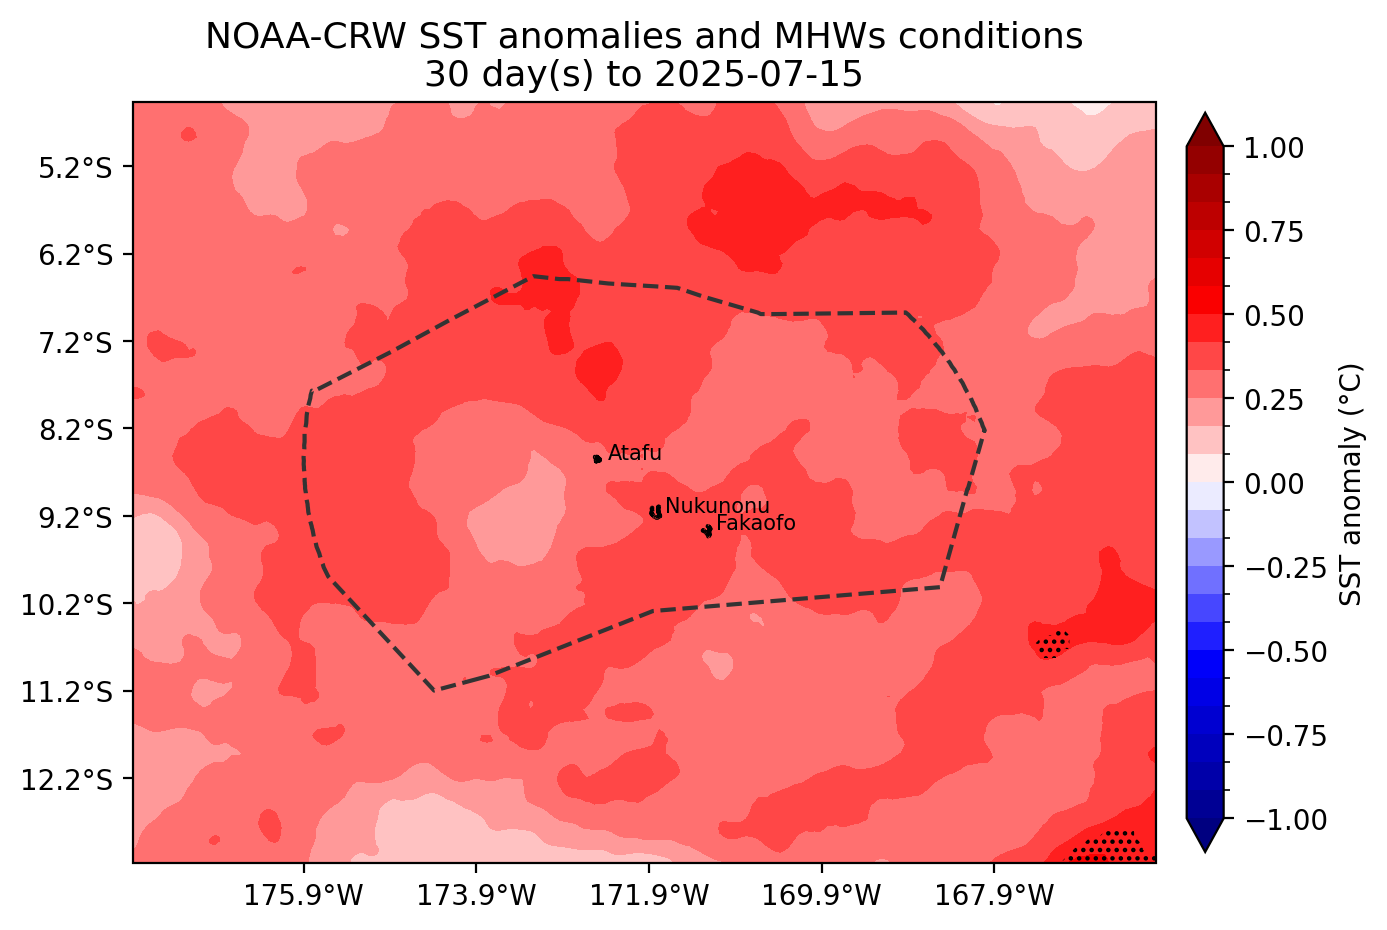 NOAA-CRW SST anomalies and MHWs conditions
30 day(s) to 2025-07-15
5.2°S
6.2°S
7.2°S
8.2°S
9.2°S
10.2°S
11.2°S
12.2°S
Atafu
Nukunonu
Fakaofo
175.9°W
173.9°W
171.9°W
169.9°W
167.9°W
1.00
0.75
0.50
0.25
0.00
−0.25
−0.50
−0.75
−1.00
SST anomaly (°C)